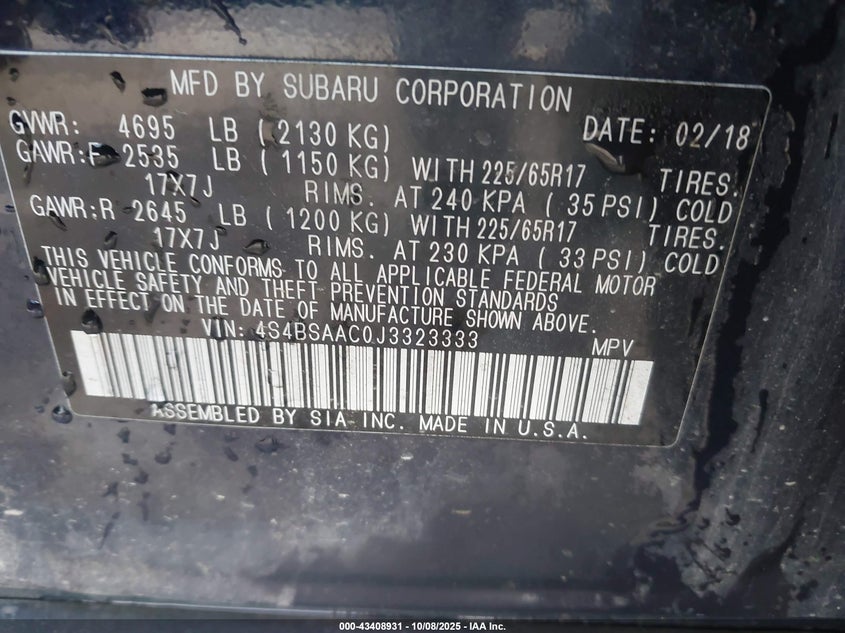 MFD BY SUBARU CORPORATION
GVWR: 4695 LB ( 2130 KG) DATE: 02/18
GAWR:F 2535 LB ( 1150 KG) WITH 225/65R17 TIRES.
17X7J RIMS. AT 240 KPA ( 35 PSI) COLD
GAWR:R 2645 LB ( 1200 KG) WITH 225/65R17 TIRES.
17X7J RIMS. AT 230 KPA ( 33 PSI) COLD
THIS VEHICLE CONFORMS TO ALL APPLICABLE FEDERAL MOTOR
VEHICLE SAFETY AND THEFT PREVENTION STANDARDS
IN EFFECT ON THE DATE OF MANUFACTURE SHOWN ABOVE.
VIN: 4S4BSAAC0J3323333 MPV
ASSEMBLED BY SIA INC. MADE IN U.S.A.
000-43408931 - 10/08/2025 - IAA Inc.